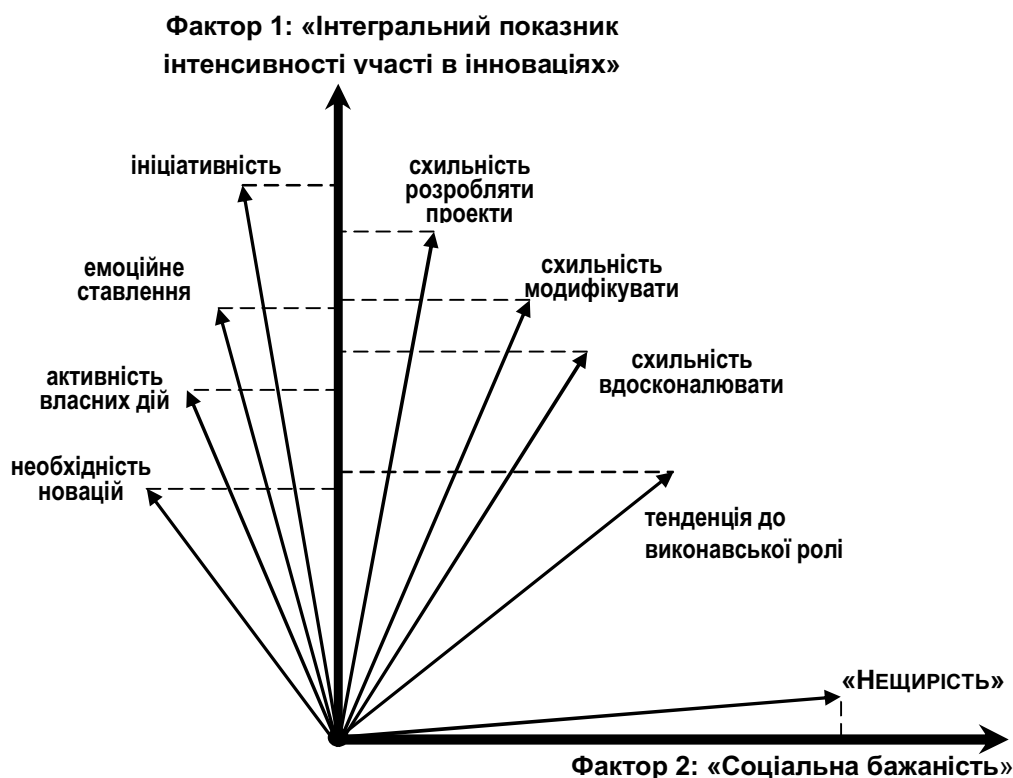 Фактор 1: «Інтегральний показник
інтенсивності участі в інноваціях»
ініціативність
схильність
розробляти
проекти
емоційне
ставлення
схильність
модифікувати
активність
власних дій
схильність
вдосконалювати
необхідність
новацій
тенденція до
виконавської ролі
«НЕЩИРІСТЬ»
Фактор 2: «Соціальна бажаність»